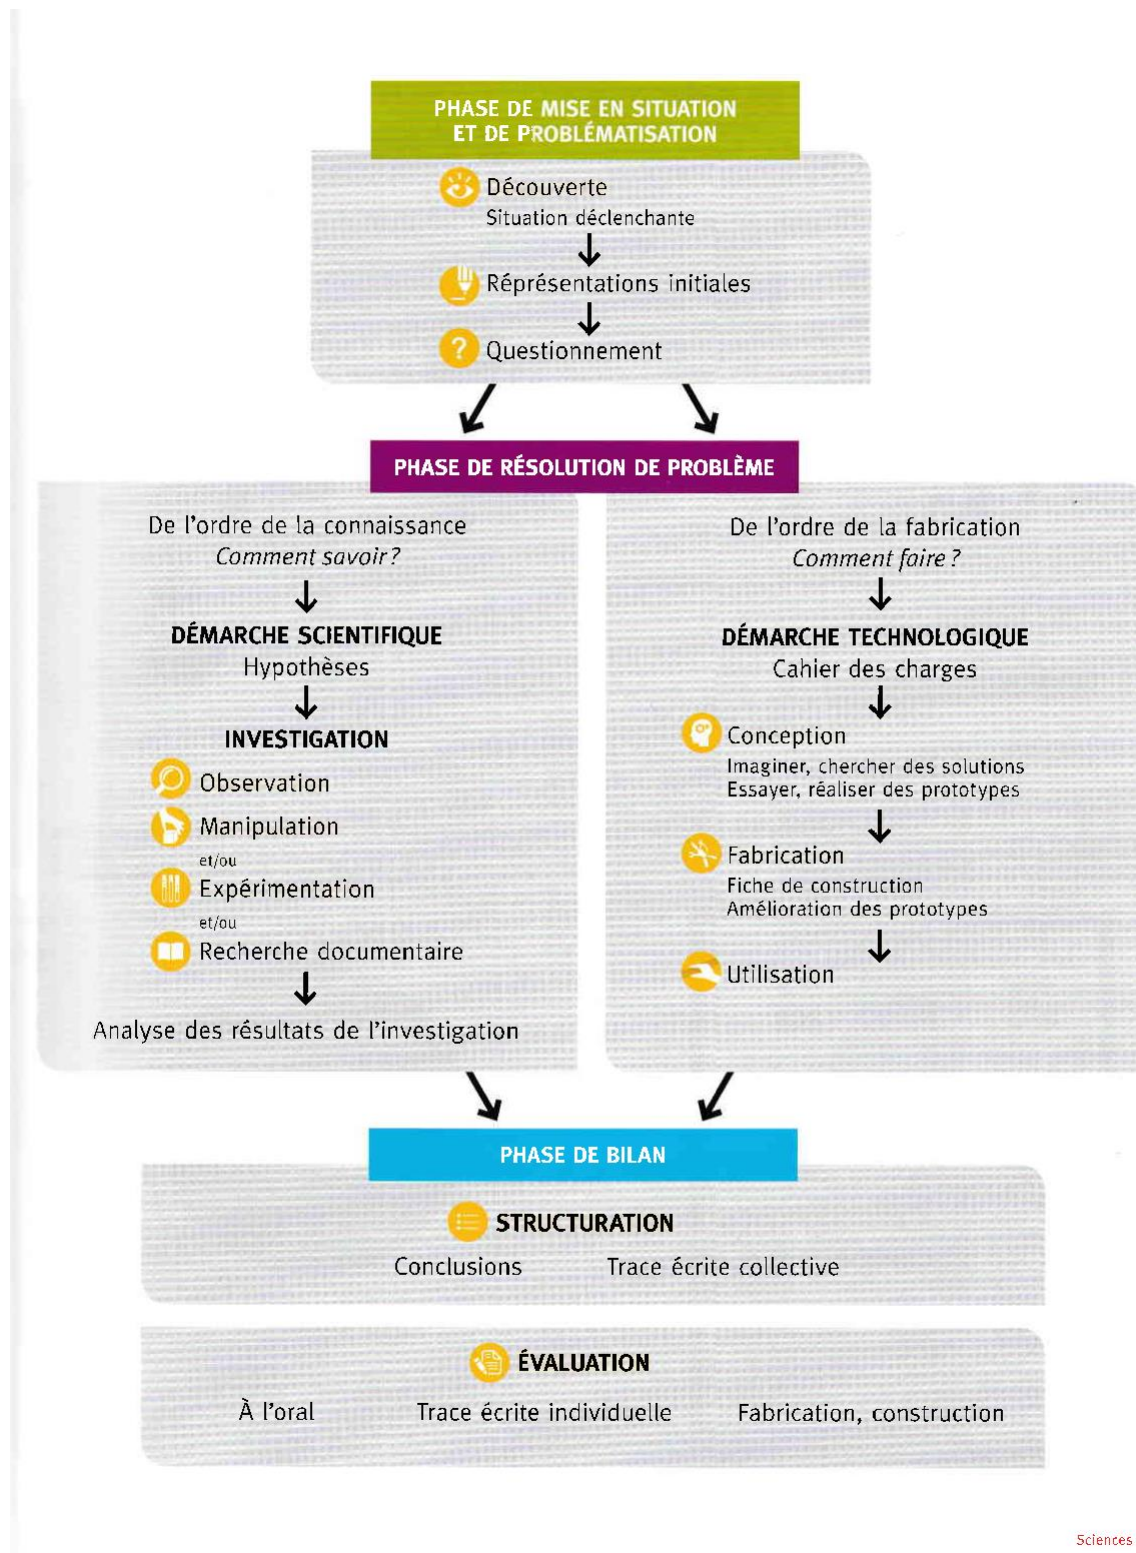 PHASE DE MISE EN SITUATION
ET DE PROBLÉMATISATION
Découverte
Situation déclenchante
Réprésentations initiales
?
Questionnement
PHASE DE RÉSOLUTION DE PROBLÈME
De l'ordre de la connaissance
Comment savoir ?
DÉMARCHE SCIENTIFIQUE
Hypothèses
INVESTIGATION
Observation
Manipulation
et/ou
Expérimentation
et/ou
Recherche documentaire
Analyse des résultats de l'investigation
De l'ordre de la fabrication
Comment faire ?
DÉMARCHE TECHNOLOGIQUE
Cahier des charges
Conception
Imaginer, chercher des solutions
Essayer, réaliser des prototypes
Fabrication
Fiche de construction
Amélioration des prototypes
Utilisation
PHASE DE BILAN
STRUCTURATION
Conclusions Trace écrite collective
ÉVALUATION
À l'oral Trace écrite individuelle Fabrication, construction
Sciences